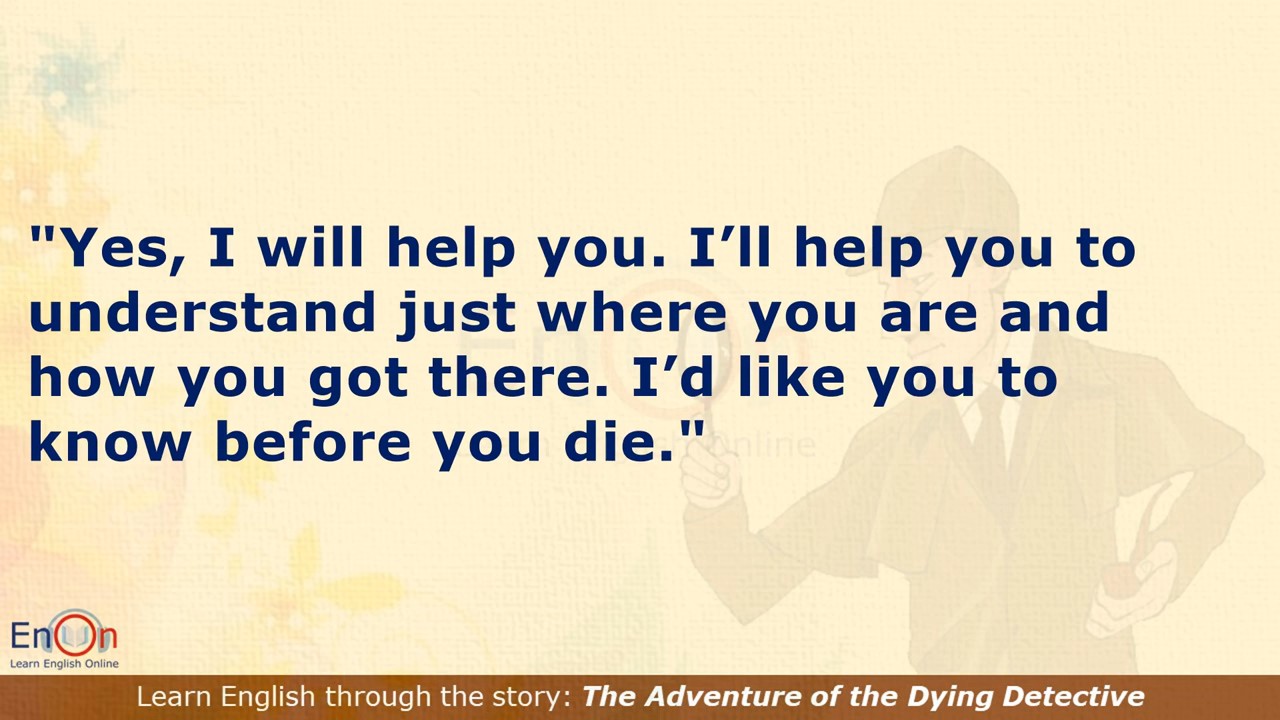 "Yes, I will help you. I’ll help you to
understand just where you are and
how you got there. I’d like you to
know before you die."
EnOn
Learn English Online
Learn English through the story: The Adventure of the Dying Detective